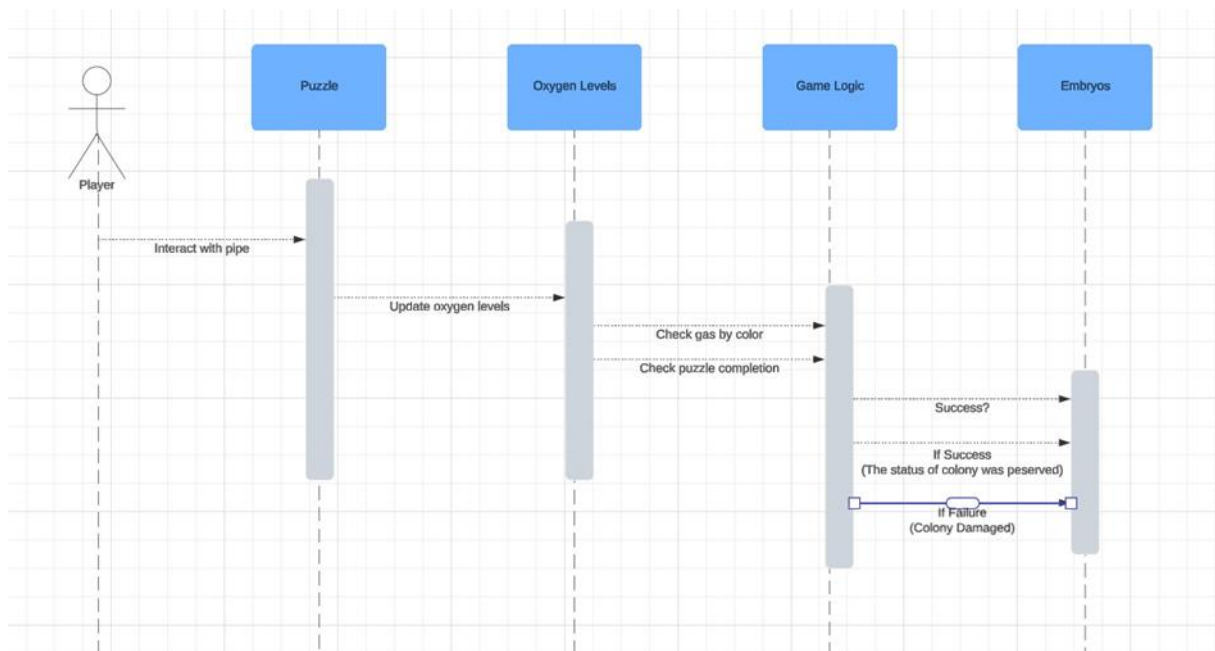 Puzzle
Oxygen Levels
Game Logic
Embryos
Player
Interact with pipe
Update oxygen levels
Check gas by color
Check puzzle completion
Success?
If Success
(The status of colony was peserved)
If Failure
(Colony Damaged)